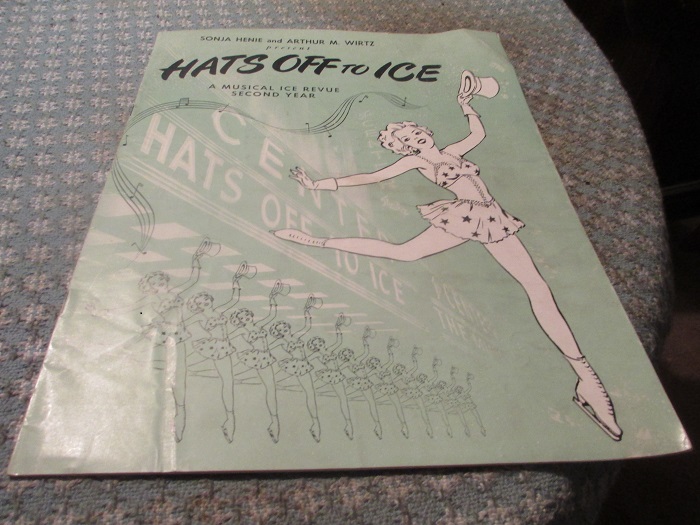 SONJA HENIE and ARTHUR M. WIRTZ
present
HATS OFF TO ICE
A MUSICAL ICE REVUE
SECOND YEAR
CENTE
HATS OFF TO ICE